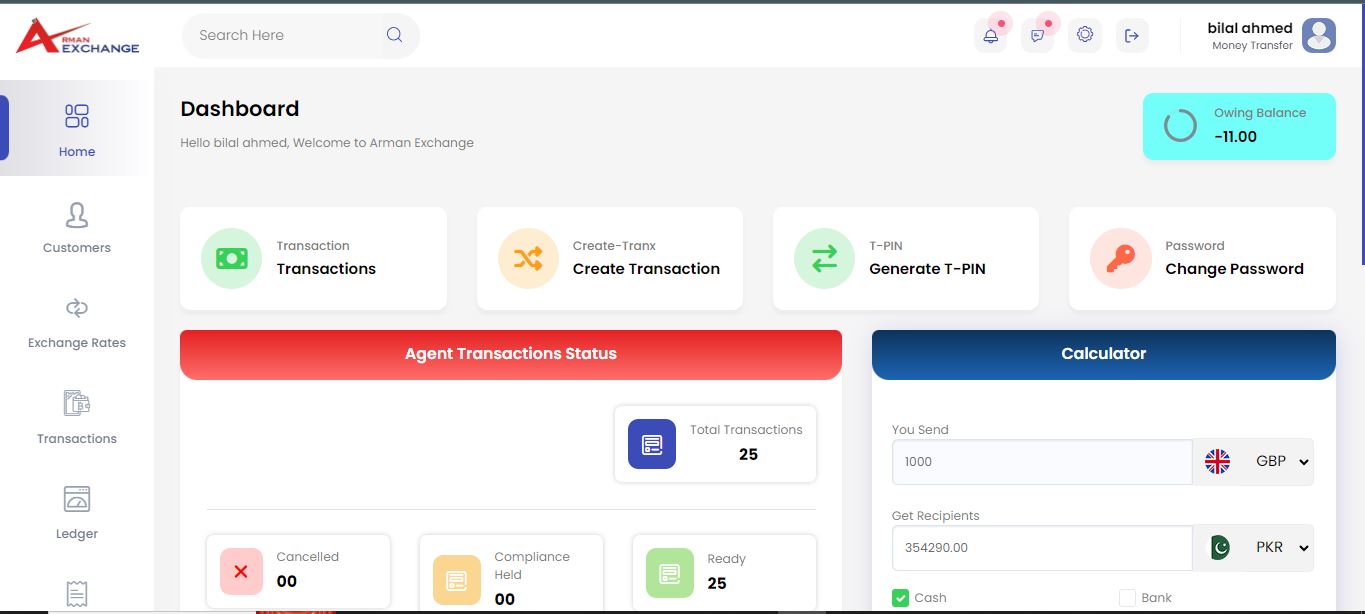 ARMAN
EXCHANGE
Search Here
bilal ahmed
Money Transfer
Home
Customers
Exchange Rates
Transactions
Ledger
Dashboard
Hello bilal ahmed, Welcome to Arman Exchange
Owing Balance
-11.00
Transaction
Transactions
Create-Tranx
Create Transaction
T-PIN
Generate T-PIN
Password
Change Password
Agent Transactions Status
Total Transactions
25
Cancelled
00
Compliance
Held
00
Ready
25
Calculator
You Send
1000
GBP
Get Recipients
354290.00
PKR
Cash
Bank